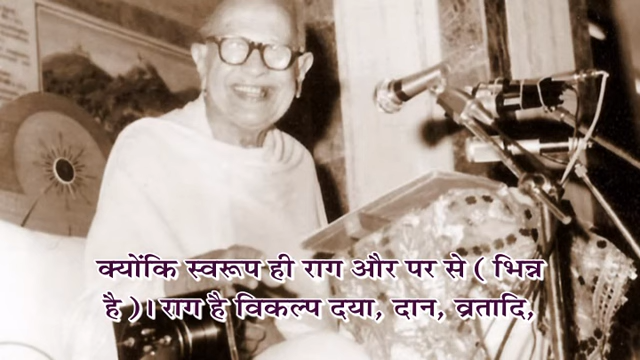 क्योंकि स्वरूप ही राग और पर से ( भिन्न
है )। राग है विकल्प दया, दान, व्रतादि,